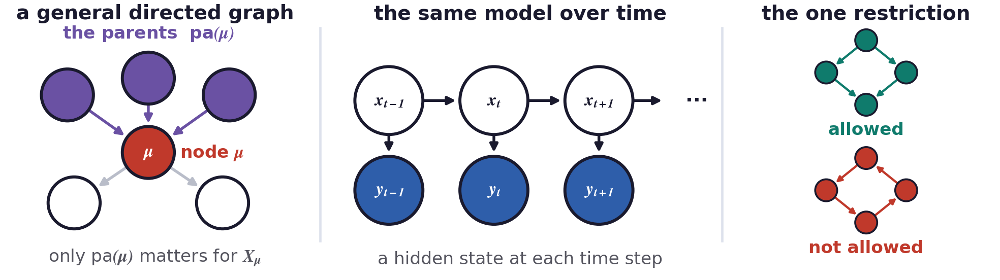 a general directed graph
the parents pa(μ)
μ
node μ
only pa(μ) matters for X_μ
the same model over time
x_{t−1} x_t x_{t+1} ...
y_{t−1} y_t y_{t+1}
a hidden state at each time step
the one restriction
allowed
not allowed